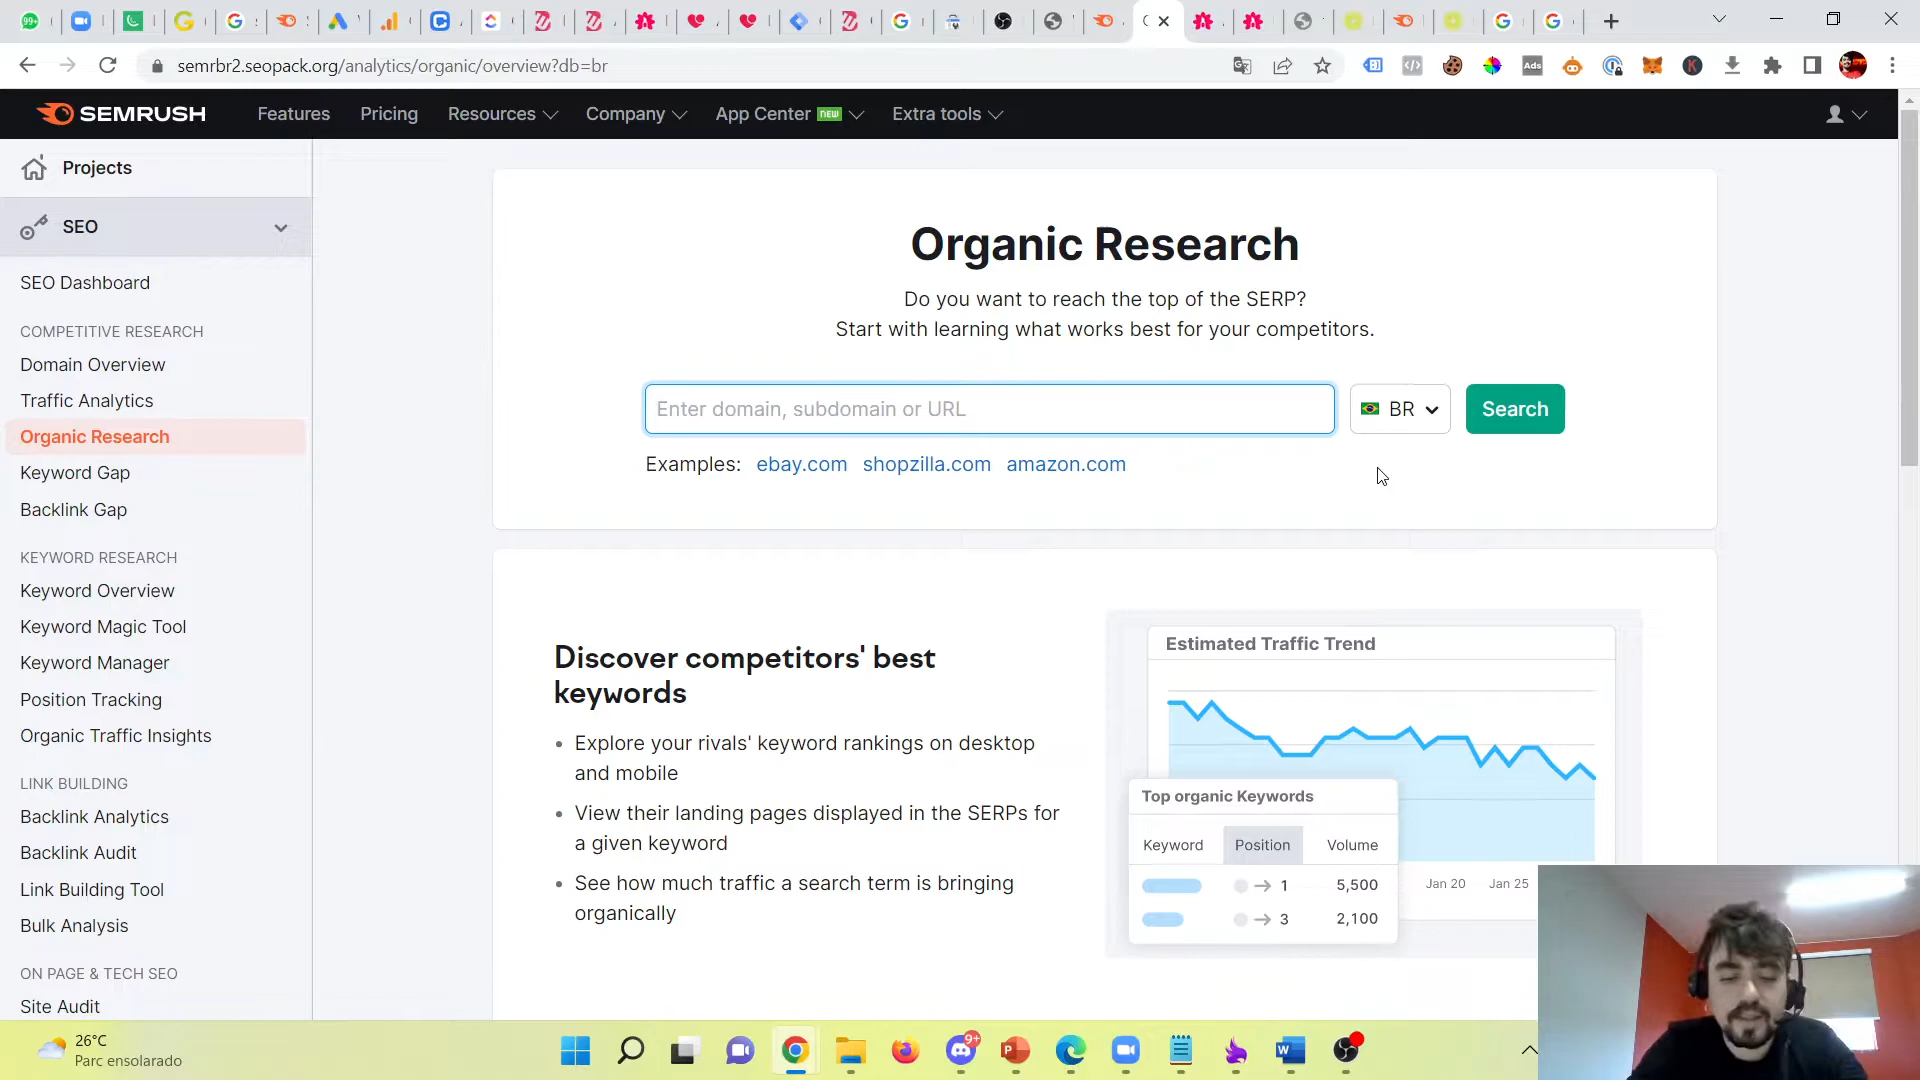 semrbr2.seopack.org/analytics/organic/overview?db=br
SEMRUSH
Features
Pricing
Resources
Company
App Center NEW
Extra tools
Projects
SEO
SEO Dashboard
COMPETITIVE RESEARCH
Domain Overview
Traffic Analytics
Organic Research
Keyword Gap
Backlink Gap
KEYWORD RESEARCH
Keyword Overview
Keyword Magic Tool
Keyword Manager
Position Tracking
Organic Traffic Insights
LINK BUILDING
Backlink Analytics
Backlink Audit
Link Building Tool
Bulk Analysis
ON PAGE & TECH SEO
Site Audit
Organic Research
Do you want to reach the top of the SERP?
Start with learning what works best for your competitors.
Enter domain, subdomain or URL
BR
Search
Examples: ebay.com shopzilla.com amazon.com
Discover competitors' best
keywords
Explore your rivals' keyword rankings on desktop
and mobile
View their landing pages displayed in the SERPs for
a given keyword
See how much traffic a search term is bringing
organically
Estimated Traffic Trend
Top organic Keywords
Keyword Position Volume
1 5,500
3 2,100
Jan 20 Jan 25
26°C
Parc ensolarado
9+